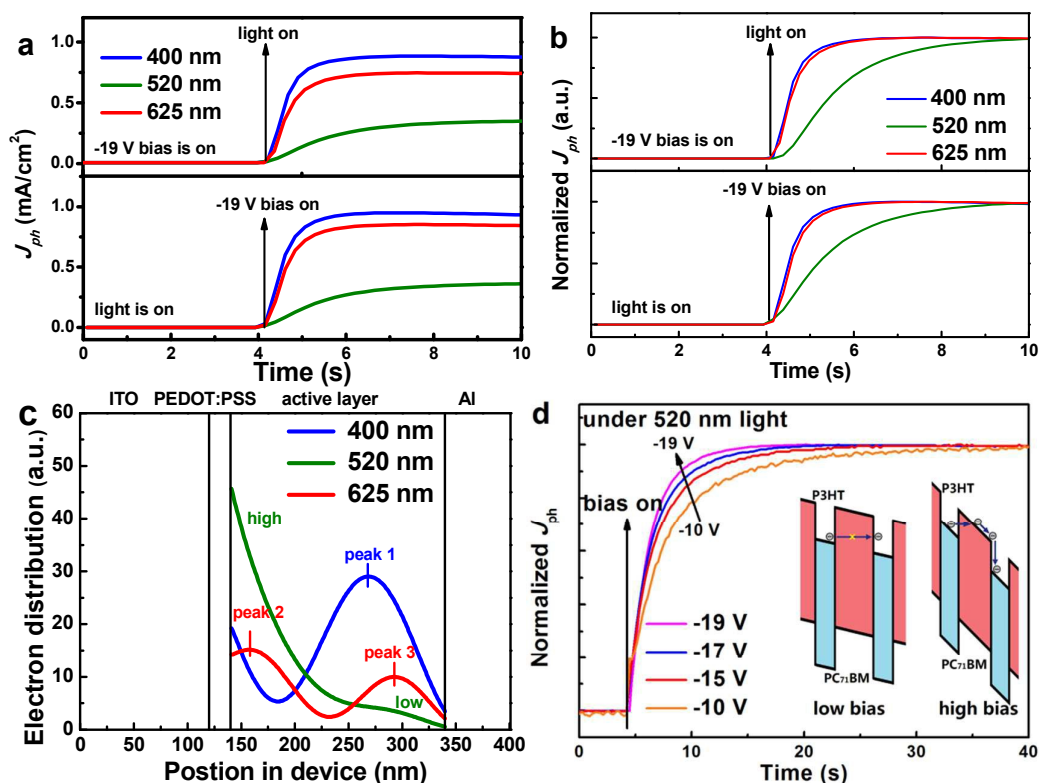 a
light on
400 nm
520 nm
625 nm
-19 V bias is on
1.0
0.5
0.0
-19 V bias on
light is on
1.0
0.5
0.0
J_ph (mA/cm²)
0 2 4 6 8 10
Time (s)
b
light on
400 nm
520 nm
625 nm
-19 V bias is on
-19 V bias on
light is on
Normalized J_ph (a.u.)
0 2 4 6 8 10
Time (s)
ITO PEDOT:PSS active layer Al
c
400 nm
520 nm
625 nm
high
peak 1
peak 2
peak 3
low
60
50
40
30
20
10
0
Electron distribution (a.u.)
0 50 100 150 200 250 300 350 400
Postion in device (nm)
d
under 520 nm light
-19 V
bias on
-10 V
P3HT
P3HT
-19 V
-17 V
-15 V
-10 V
PC₇₁BM
PC₇₁BM
low bias
high bias
Normalized J_ph
0 10 20 30 40
Time (s)